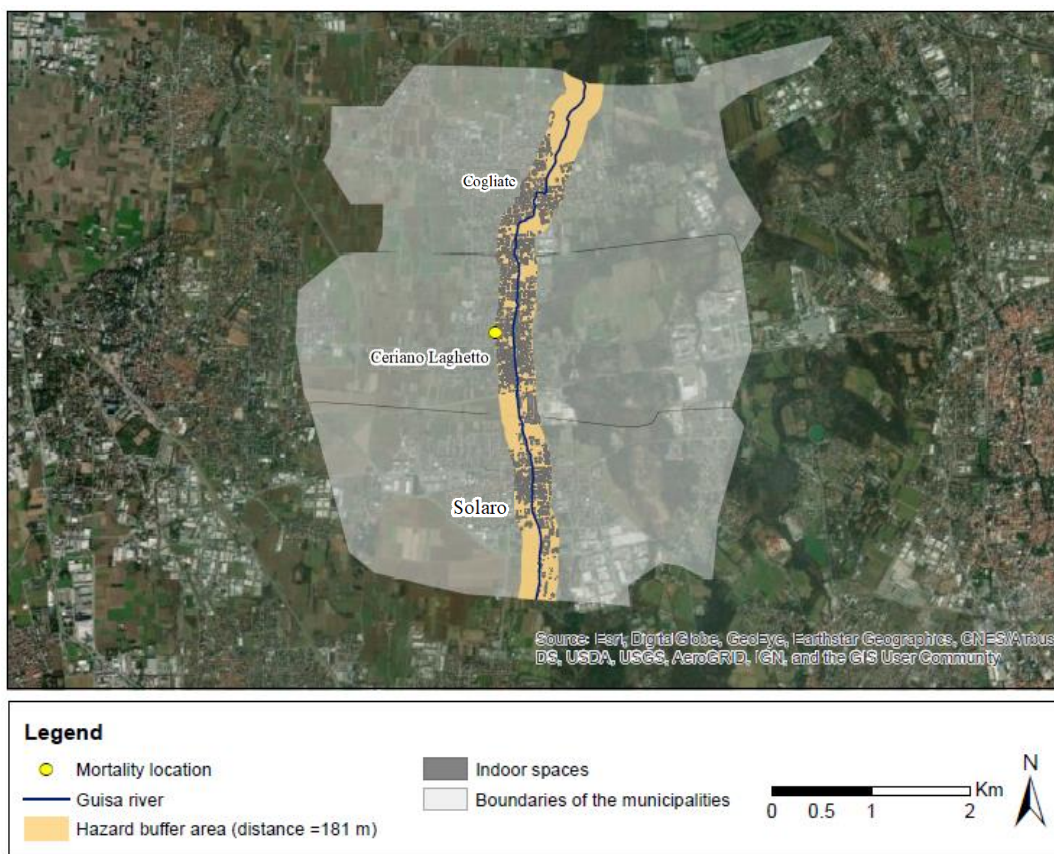 Cogliate
Ceriano Laghetto
Solaro
Source: Esri, DigitalGlobe, GeoEye, Earthstar Geographics, CNES/Airbus
DS, USDA, USGS, AeroGRID, IGN, and the GIS User Community
Legend
Mortality location
Guisa river
Hazard buffer area (distance =181 m)
Indoor spaces
Boundaries of the municipalities
N
Km
0 0.5 1 2